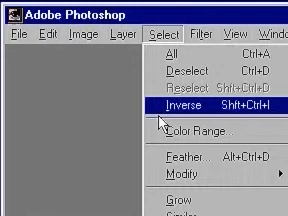 Adobe Photoshop
File Edit Image Layer Select Filter View
All Ctrl+A
Deselect Ctrl+D
Reselect Shft+Ctrl+D
Inverse Shft+Ctrl+I
Color Range...
Feather... Alt+Ctrl+D
Modify
Grow
Similar